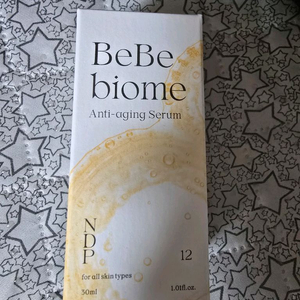 BeBe
biome
Anti-aging Serum
NDP
12
for all skin types
30ml 1.01fl.oz.